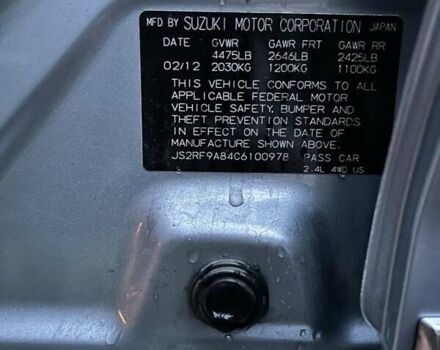 MFD BY SUZUKI MOTOR CORPORATION JAPAN
DATE GVWR GAWR FRT GAWR RR
4475LB 2646LB 2425LB
02/12 2030KG 1200KG 1100KG
THIS VEHICLE CONFORMS TO ALL
APPLICABLE FEDERAL MOTOR
VEHICLE SAFETY, BUMPER AND
THEFT PREVENTION STANDARDS
IN EFFECT ON THE DATE OF
MANUFACTURE SHOWN ABOVE.
JS2RF9A84C6100978 PASS CAR
2.4L 4WD US